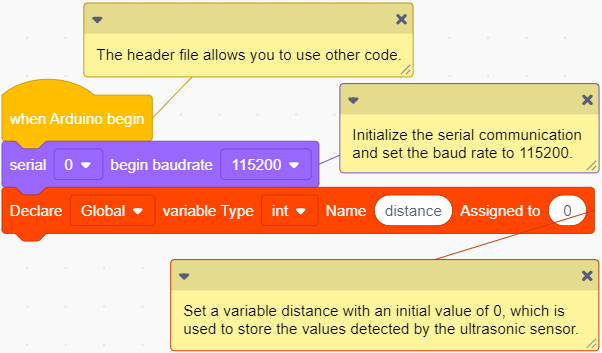 The header file allows you to use other code.
when Arduino begin
Initialize the serial communication
and set the baud rate to 115200.
serial 0 begin baudrate 115200
Declare Global variable Type int Name distance Assigned to 0
Set a variable distance with an initial value of 0, which is
used to store the values detected by the ultrasonic sensor.